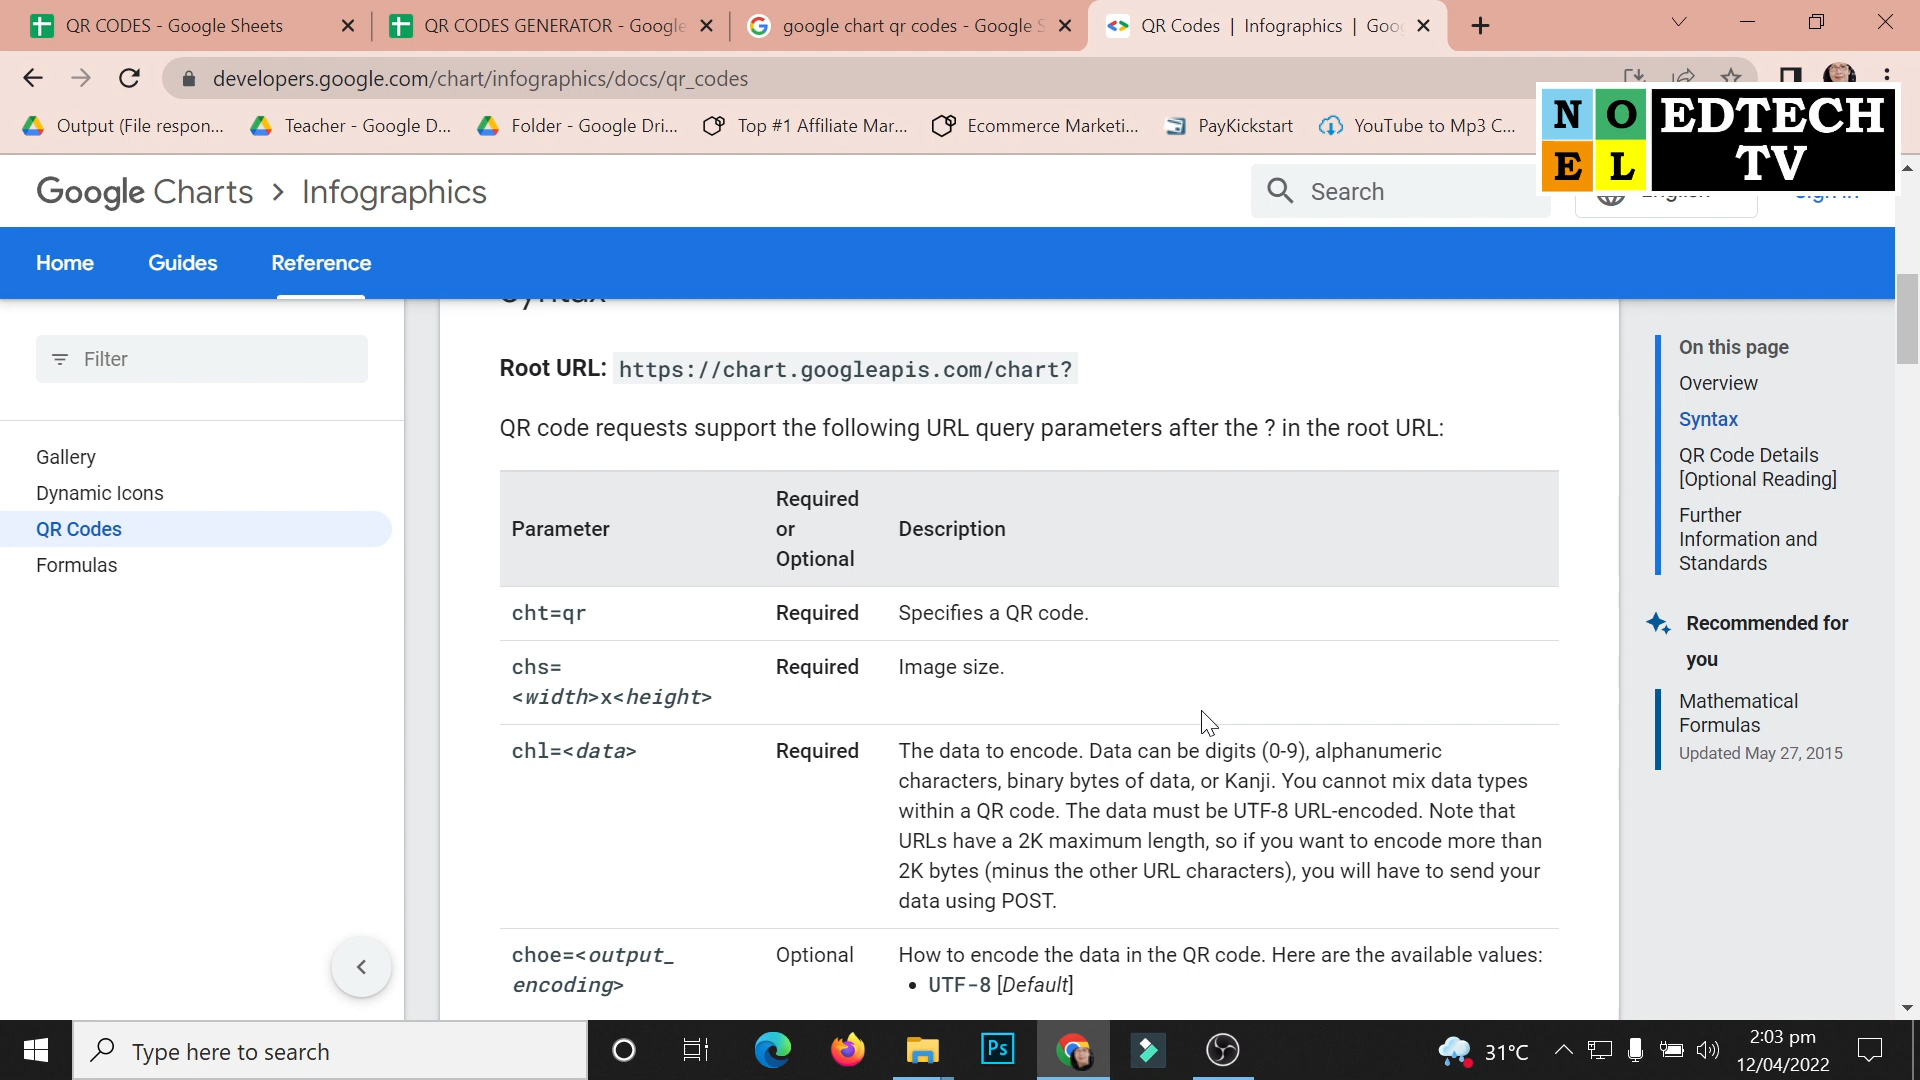 QR CODES - Google Sheets
QR CODES GENERATOR - Google
google chart qr codes - Google S
QR Codes | Infographics | Goo
developers.google.com/chart/infographics/docs/qr_codes
Output (File respon...
Teacher - Google D...
Folder - Google Dri...
Top #1 Affiliate Mar...
Ecommerce Marketi...
PayKickstart
YouTube to Mp3 C...
NO
EL
EDTECH
TV
Google Charts > Infographics
Search
English
Sign in
Home
Guides
Reference
Filter
Gallery
Dynamic Icons
QR Codes
Formulas
Syntax
Root URL: https://chart.googleapis.com/chart?
QR code requests support the following URL query parameters after the ? in the root URL:
Parameter
Required
or
Optional
Description
cht=qr
Required
Specifies a QR code.
chs=
<width>x<height>
Required
Image size.
chl=<data>
Required
The data to encode. Data can be digits (0-9), alphanumeric
characters, binary bytes of data, or Kanji. You cannot mix data types
within a QR code. The data must be UTF-8 URL-encoded. Note that
URLs have a 2K maximum length, so if you want to encode more than
2K bytes (minus the other URL characters), you will have to send your
data using POST.
choe=<output_
encoding>
Optional
How to encode the data in the QR code. Here are the available values:
• UTF-8 [Default]
On this page
Overview
Syntax
QR Code Details
[Optional Reading]
Further
Information and
Standards
Recommended for
you
Mathematical
Formulas
Updated May 27, 2015
Type here to search
Ps
31°C
2:03 pm
12/04/2022